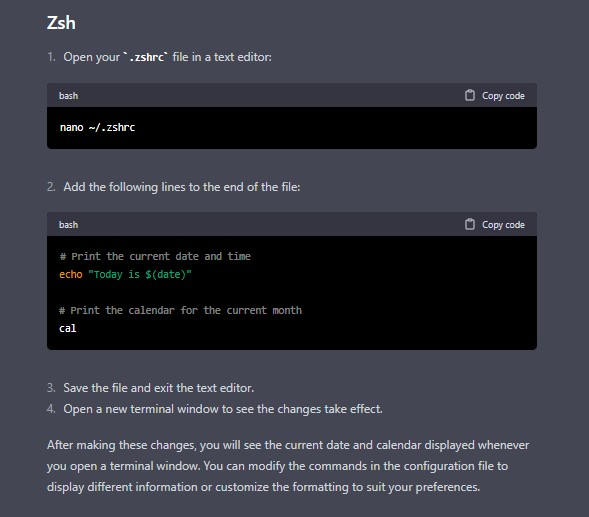 Zsh
1. Open your `.zshrc` file in a text editor:
bash Copy code
nano ~/.zshrc
2. Add the following lines to the end of the file:
bash Copy code
# Print the current date and time
echo "Today is $(date)"
# Print the calendar for the current month
cal
3. Save the file and exit the text editor.
4. Open a new terminal window to see the changes take effect.
After making these changes, you will see the current date and calendar displayed whenever
you open a terminal window. You can modify the commands in the configuration file to
display different information or customize the formatting to suit your preferences.